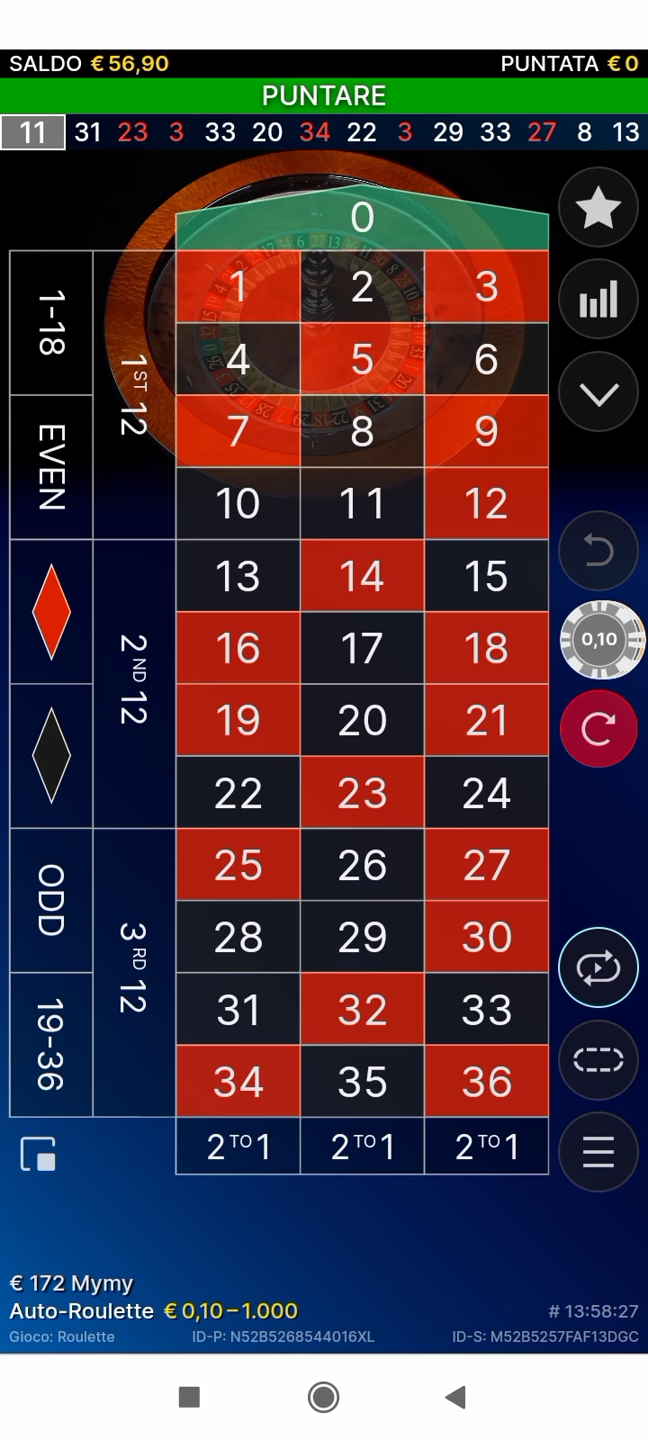 SALDO € 56,90 PUNTATA € 0
PUNTARE
11 31 23 3 33 20 34 22 3 29 33 27 8 13
0
1-18
EVEN
ODD
19-36
1ST 12
2ND 12
3RD 12
1 2 3
4 5 6
7 8 9
10 11 12
13 14 15
16 17 18
19 20 21
22 23 24
25 26 27
28 29 30
31 32 33
34 35 36
2 TO 1 2 TO 1 2 TO 1
0,10
€ 172 Mymy
Auto-Roulette € 0,10–1.000 # 13:58:27
Gioco: Roulette ID-P: N52B5268544016XL ID-S: M52B5257FAF13DGC